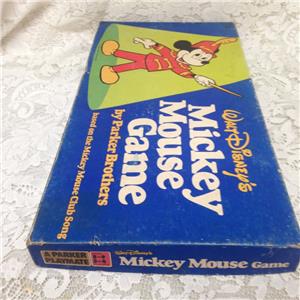 WALT DISNEY'S
Mickey
Mouse
Game
by Parker Brothers
based on the Mickey Mouse Club Song
A PARKER
PLAYMATE
Walt Disney's
Mickey Mouse Game